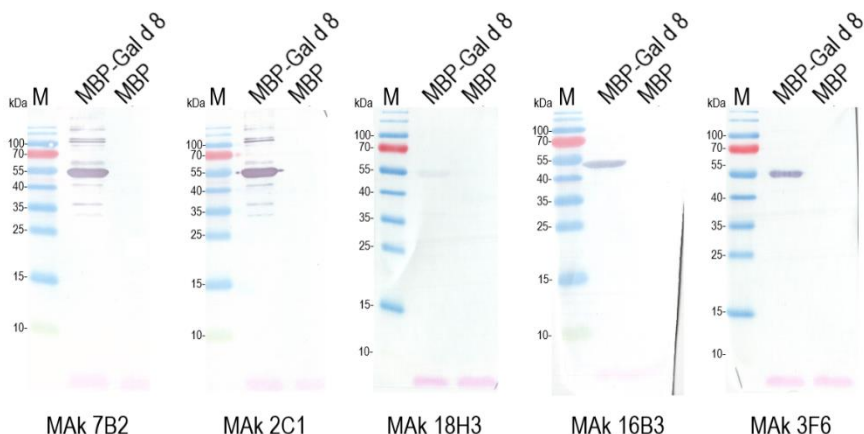 M MBP-Gal d 8 MBP
kDa
100-
70-
55-
40-
35-
25-
15-
10-
MAk 7B2
M MBP-Gal d 8 MBP
kDa
100-
70-
55-
40-
35-
25-
15-
10-
MAk 2C1
M MBP-Gal d 8 MBP
kDa
100-
70-
55-
40-
35-
25-
15-
10-
MAk 18H3
M MBP-Gal d 8 MBP
kDa
100-
70-
55-
40-
35-
25-
15-
10-
MAk 16B3
M MBP-Gal d 8 MBP
kDa
100-
70-
55-
40-
35-
25-
15-
10-
MAk 3F6